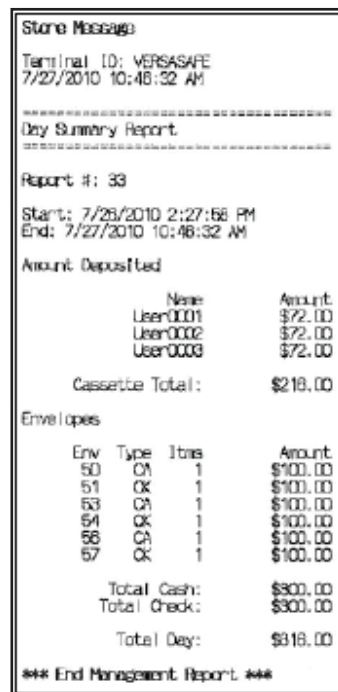 Store Message
Terminal ID: VERSASAFE
7/27/2010 10:46:32 AM
====================================
Day Summary Report
====================================
Report #: 33
Start: 7/26/2010 2:27:56 PM
End: 7/27/2010 10:46:32 AM
Amount Deposited
Name Amount
User0001 $72.00
User0002 $72.00
User0003 $72.00
Cassette Total: $216.00
Envelopes
Env Type Itms Amount
50 CA 1 $100.00
51 CK 1 $100.00
53 CA 1 $100.00
54 CK 1 $100.00
56 CA 1 $100.00
57 CK 1 $100.00
Total Cash: $300.00
Total Check: $300.00
Total Day: $816.00
*** End Management Report ***